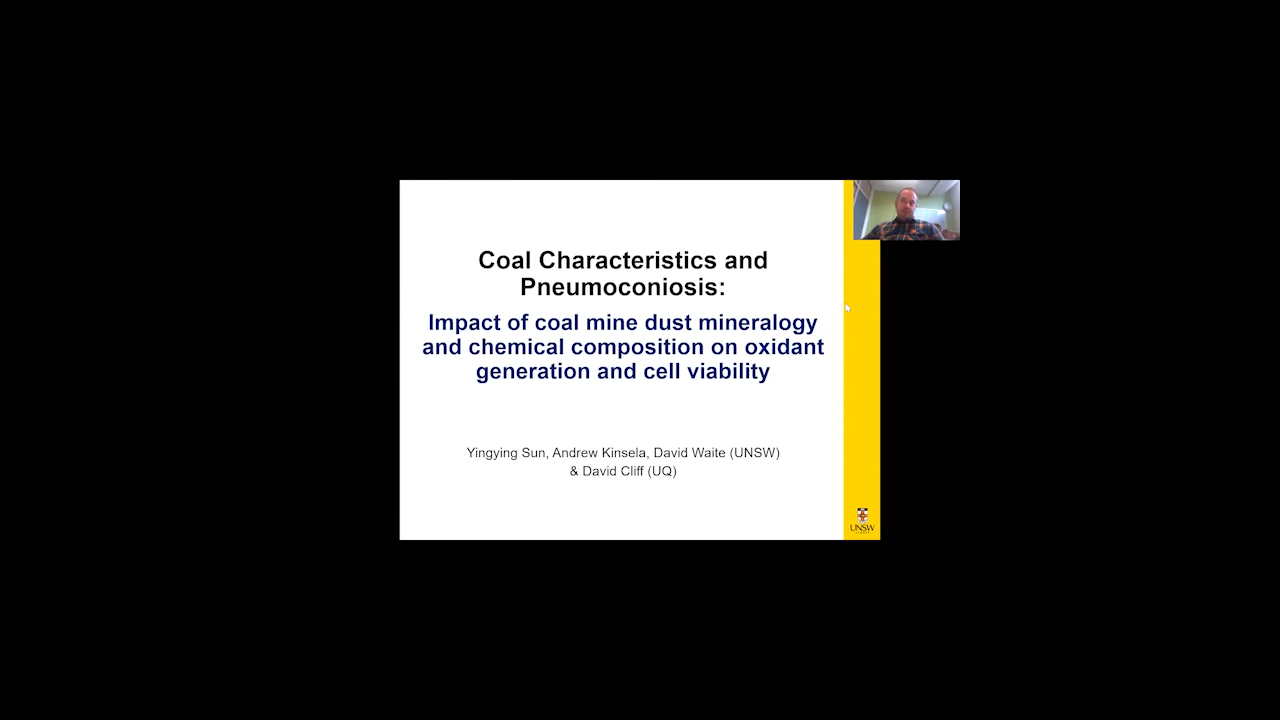 Coal Characteristics and
Pneumoconiosis:
Impact of coal mine dust mineralogy
and chemical composition on oxidant
generation and cell viability
Yingying Sun, Andrew Kinsela, David Waite (UNSW)
& David Cliff (UQ)
UNSW